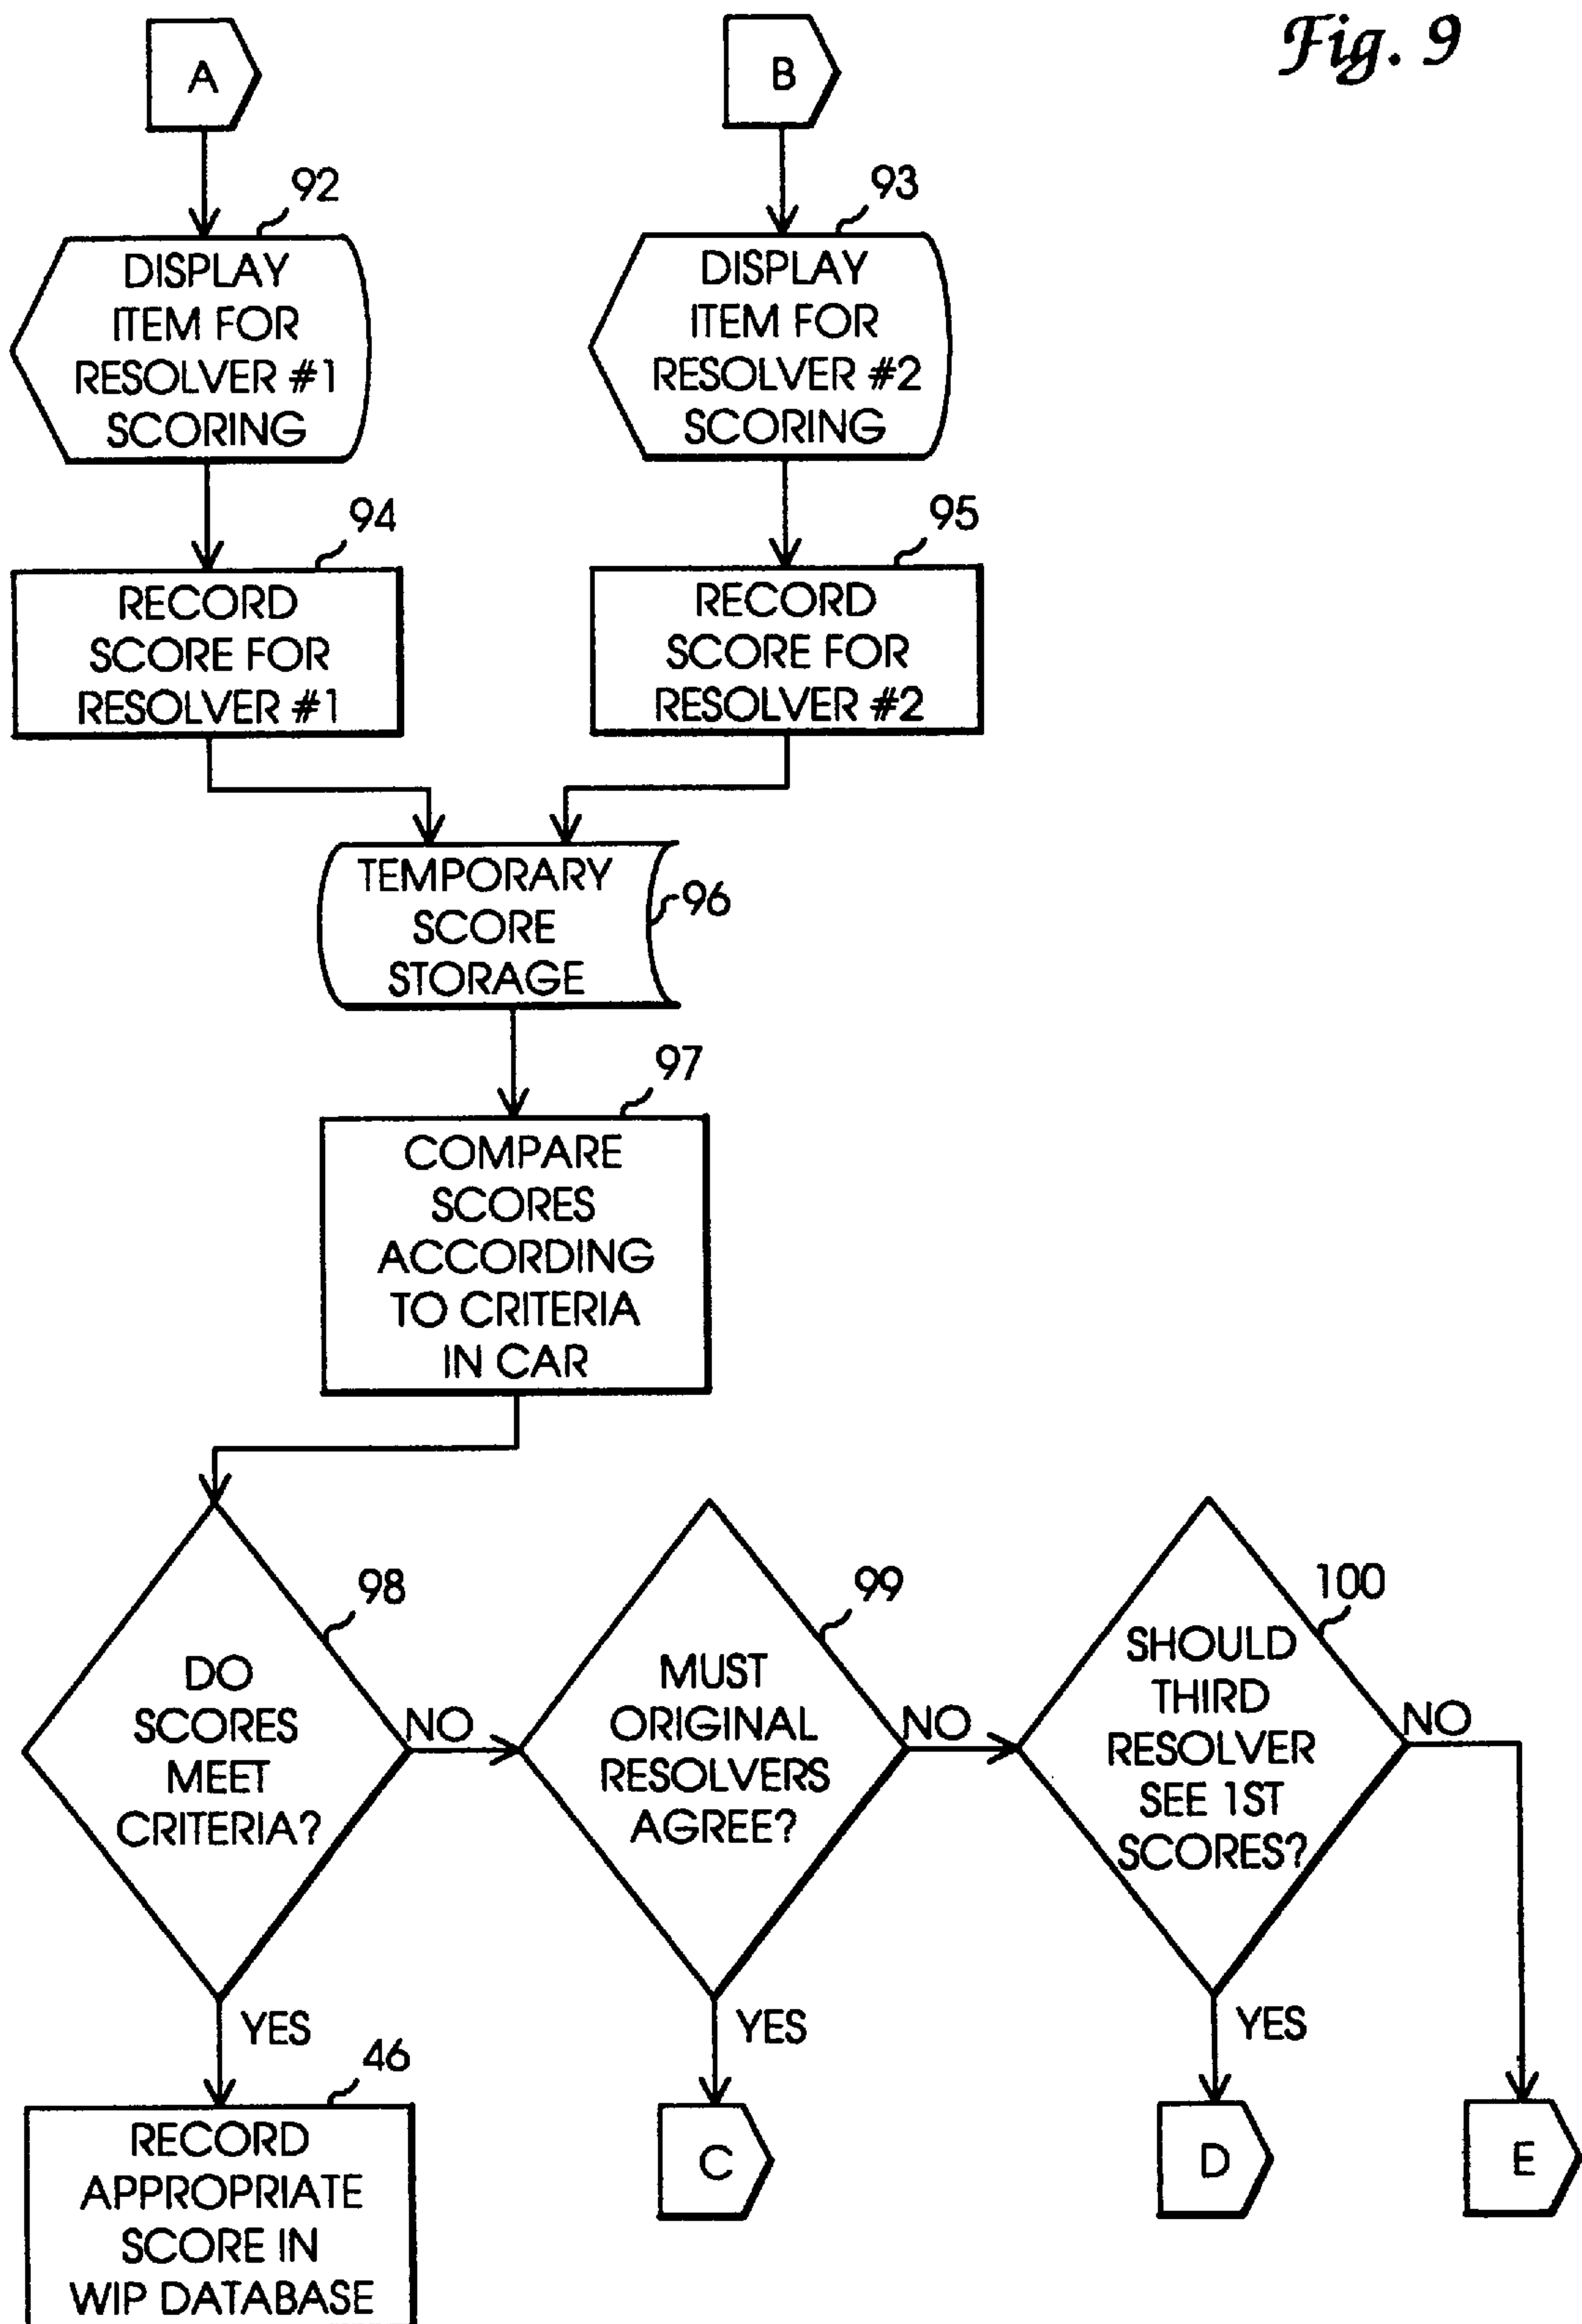 Fig. 9
A
B
92
DISPLAY
ITEM FOR
RESOLVER #1
SCORING
93
DISPLAY
ITEM FOR
RESOLVER #2
SCORING
94
RECORD
SCORE FOR
RESOLVER #1
95
RECORD
SCORE FOR
RESOLVER #2
TEMPORARY
SCORE
STORAGE
96
97
COMPARE
SCORES
ACCORDING
TO CRITERIA
IN CAR
98
DO
SCORES
MEET
CRITERIA?
NO
YES
99
MUST
ORIGINAL
RESOLVERS
AGREE?
NO
YES
100
SHOULD
THIRD
RESOLVER
SEE 1ST
SCORES?
NO
YES
46
RECORD
APPROPRIATE
SCORE IN
WIP DATABASE
C
D
E